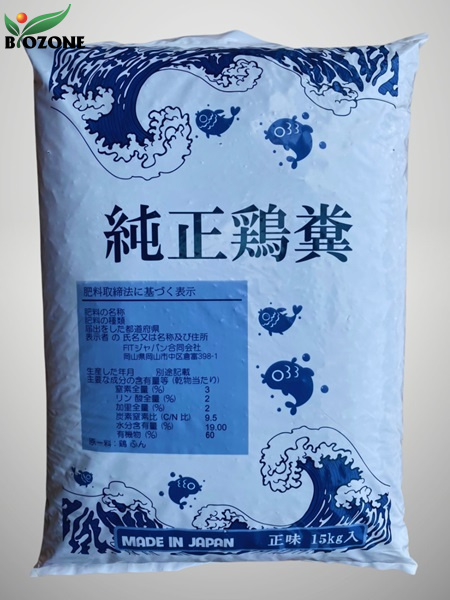 BIOZONE
純正鶏糞
肥料取締法に基づく表示
肥料の名称
肥料の種類
届出をした都道府県
表示者 の 氏名又は名称及び住所
FITジャパン合同会社
岡山県岡山市中区倉富398-1
生産した年月 別途記載
主要な成分の含有量等 (乾物当たり)
窒素全量 (%) 3
リン 酸全量 (%) 2
加里全量 (%) 2
炭素窒素比 (C/N 比) 9.5
水分含有量 (%) 19.00
有機物 (%) 60
原ー料 : 鶏 ふん
MADE IN JAPAN 正味 15kg入